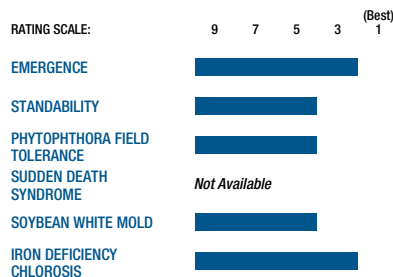 (Best)
RATING SCALE: 9 7 5 3 1
EMERGENCE
STANDABILITY
PHYTOPHTHORA FIELD
TOLERANCE
SUDDEN DEATH
SYNDROME
Not Available
SOYBEAN WHITE MOLD
IRON DEFICIENCY
CHLOROSIS